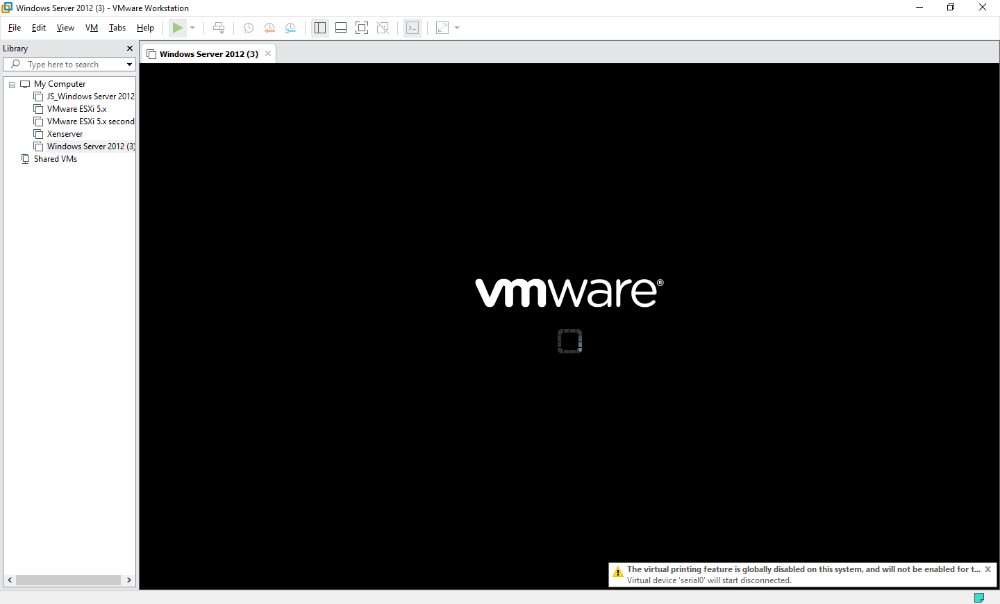 Windows Server 2012 (3) - VMware Workstation
File Edit View VM Tabs Help
Library
Type here to search
My Computer
JS_Windows Server 2012
VMware ESXi 5.x
VMware ESXi 5.x second
Xenserver
Windows Server 2012 (3)
Shared VMs
Windows Server 2012 (3)
vmware®
The virtual printing feature is globally disabled on this system, and will not be enabled for t...
Virtual device 'serial0' will start disconnected.